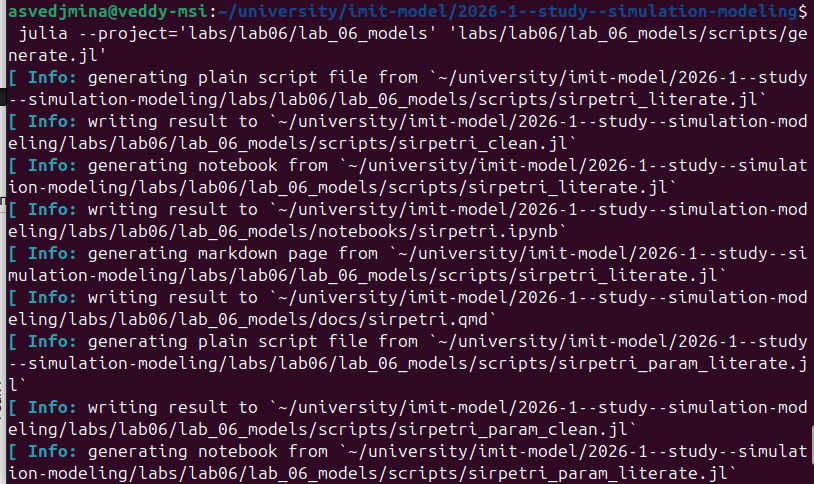 asvedjmina@veddy-msi:~/university/imit-model/2026-1--study--simulation-modeling$
 julia --project='labs/lab06/lab_06_models' 'labs/lab06/lab_06_models/scripts/ge
nerate.jl'
[ Info: generating plain script file from `~/university/imit-model/2026-1--study
--simulation-modeling/labs/lab06/lab_06_models/scripts/sirpetri_literate.jl`
[ Info: writing result to `~/university/imit-model/2026-1--study--simulation-mod
eling/labs/lab06/lab_06_models/scripts/sirpetri_clean.jl`
[ Info: generating notebook from `~/university/imit-model/2026-1--study--simulat
ion-modeling/labs/lab06/lab_06_models/scripts/sirpetri_literate.jl`
[ Info: writing result to `~/university/imit-model/2026-1--study--simulation-mod
eling/labs/lab06/lab_06_models/notebooks/sirpetri.ipynb`
[ Info: generating markdown page from `~/university/imit-model/2026-1--study--si
mulation-modeling/labs/lab06/lab_06_models/scripts/sirpetri_literate.jl`
[ Info: writing result to `~/university/imit-model/2026-1--study--simulation-mod
eling/labs/lab06/lab_06_models/docs/sirpetri.qmd`
[ Info: generating plain script file from `~/university/imit-model/2026-1--study
--simulation-modeling/labs/lab06/lab_06_models/scripts/sirpetri_param_literate.j
l`
[ Info: writing result to `~/university/imit-model/2026-1--study--simulation-mod
eling/labs/lab06/lab_06_models/scripts/sirpetri_param_clean.jl`
[ Info: generating notebook from `~/university/imit-model/2026-1--study--simulat
ion-modeling/labs/lab06/lab_06_models/scripts/sirpetri_param_literate.jl`